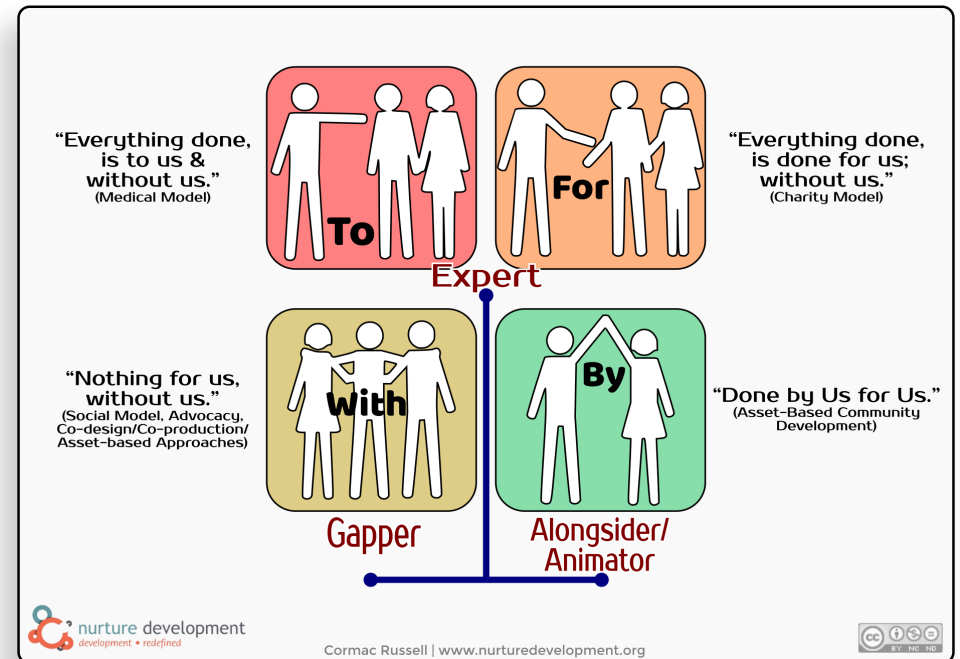 “Everything done,
is to us &
without us.”
(Medical Model)
To
For
“Everything done,
is done for us;
without us.”
(Charity Model)
Expert
“Nothing for us,
without us.”
(Social Model, Advocacy,
Co-design/Co-production/
Asset-based Approaches)
With
By
“Done by Us for Us.”
(Asset-Based Community
Development)
Gapper
Alongsider/
Animator
nurture development
development • redefined
Cormac Russell | www.nurturedevelopment.org
cc
BY NC ND